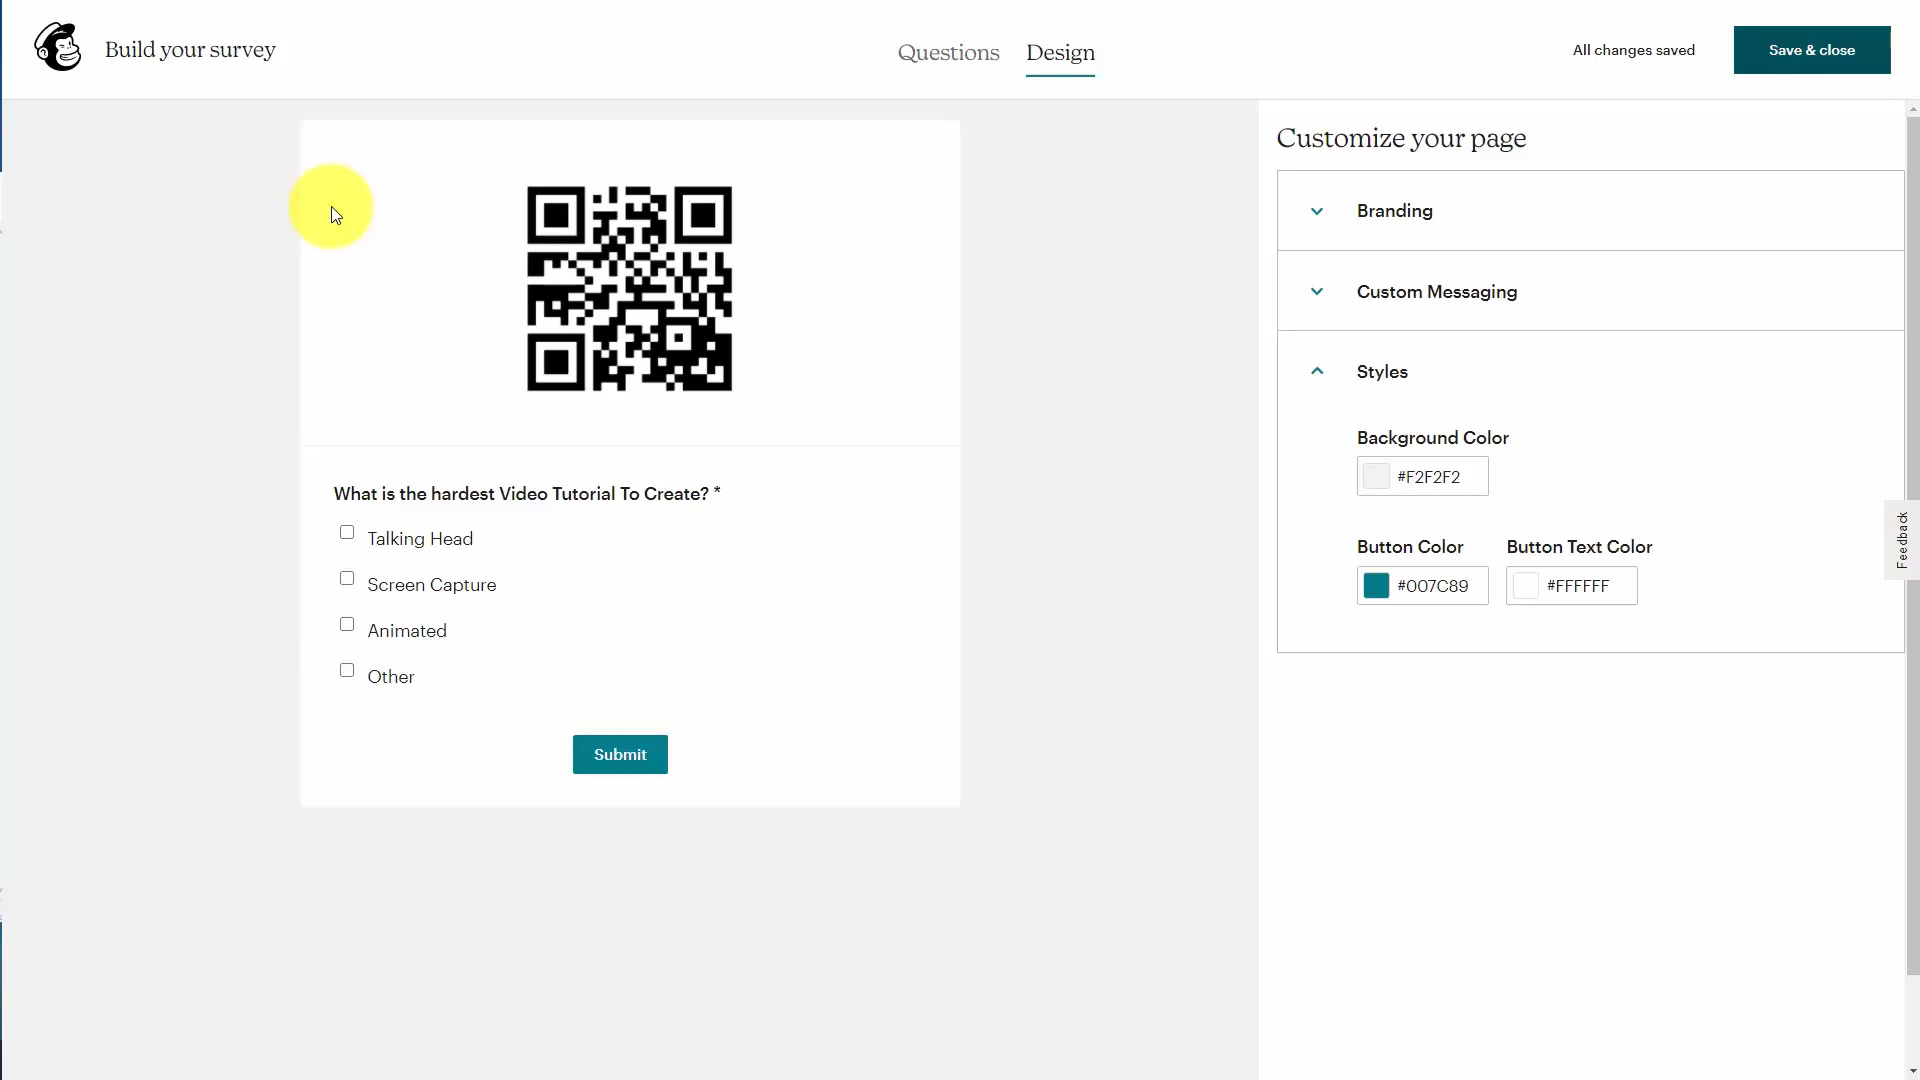 Build your survey
Questions
Design
All changes saved
Save & close
Customize your page
Branding
Custom Messaging
Styles
Background Color
#F2F2F2
Button Color
Button Text Color
#007C89
#FFFFFF
Feedback
What is the hardest Video Tutorial To Create? *
Talking Head
Screen Capture
Animated
Other
Submit